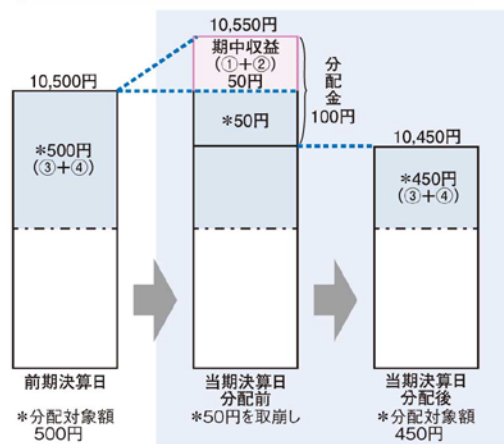 10,550円
期中収益
(①+②)
50円
分配金
100円
10,500円
*50円
10,450円
*500円
(③+④)
*450円
(③+④)
前期決算日
当期決算日
分配前
当期決算日
分配後
*分配対象額
500円
*50円を取崩し
*分配対象額
450円